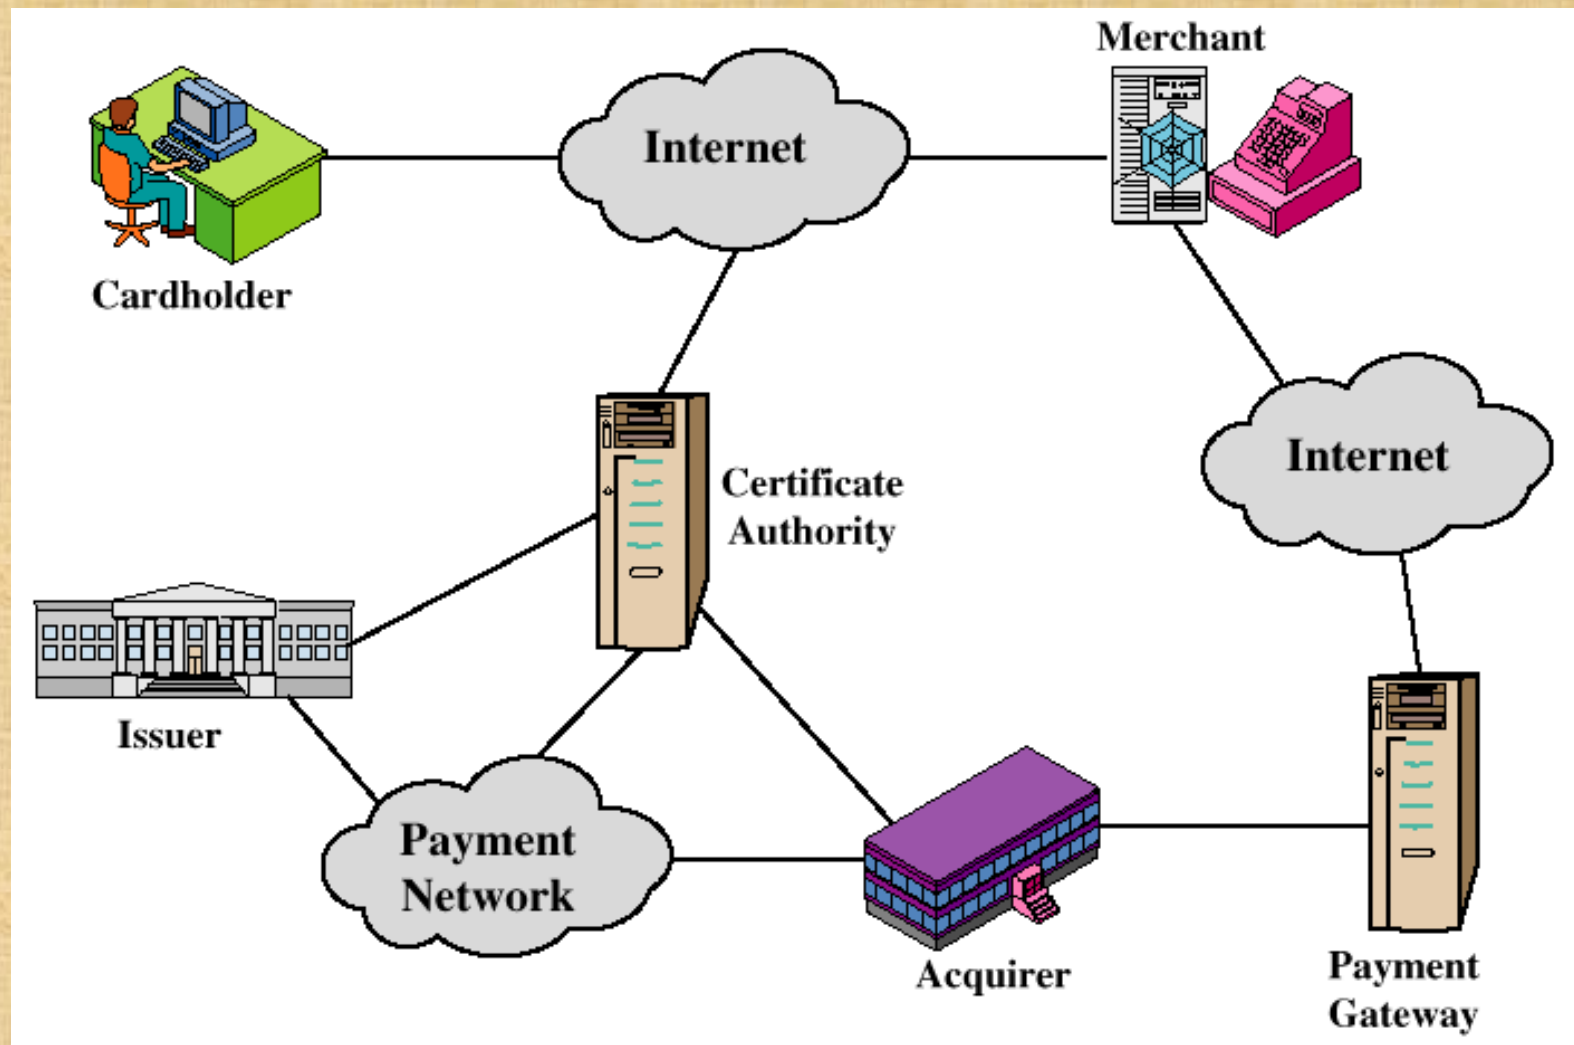 Merchant
Internet
Cardholder
Internet
Certificate
Authority
Issuer
Payment
Network
Acquirer
Payment
Gateway